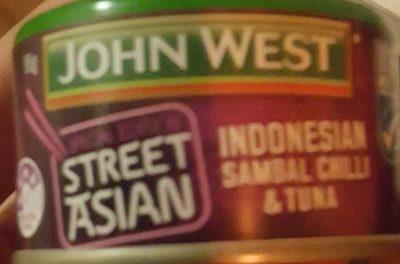 JOHN WEST
STREET
ASIAN
INDONESIAN
SAMBAL CHILLI
& TUNA